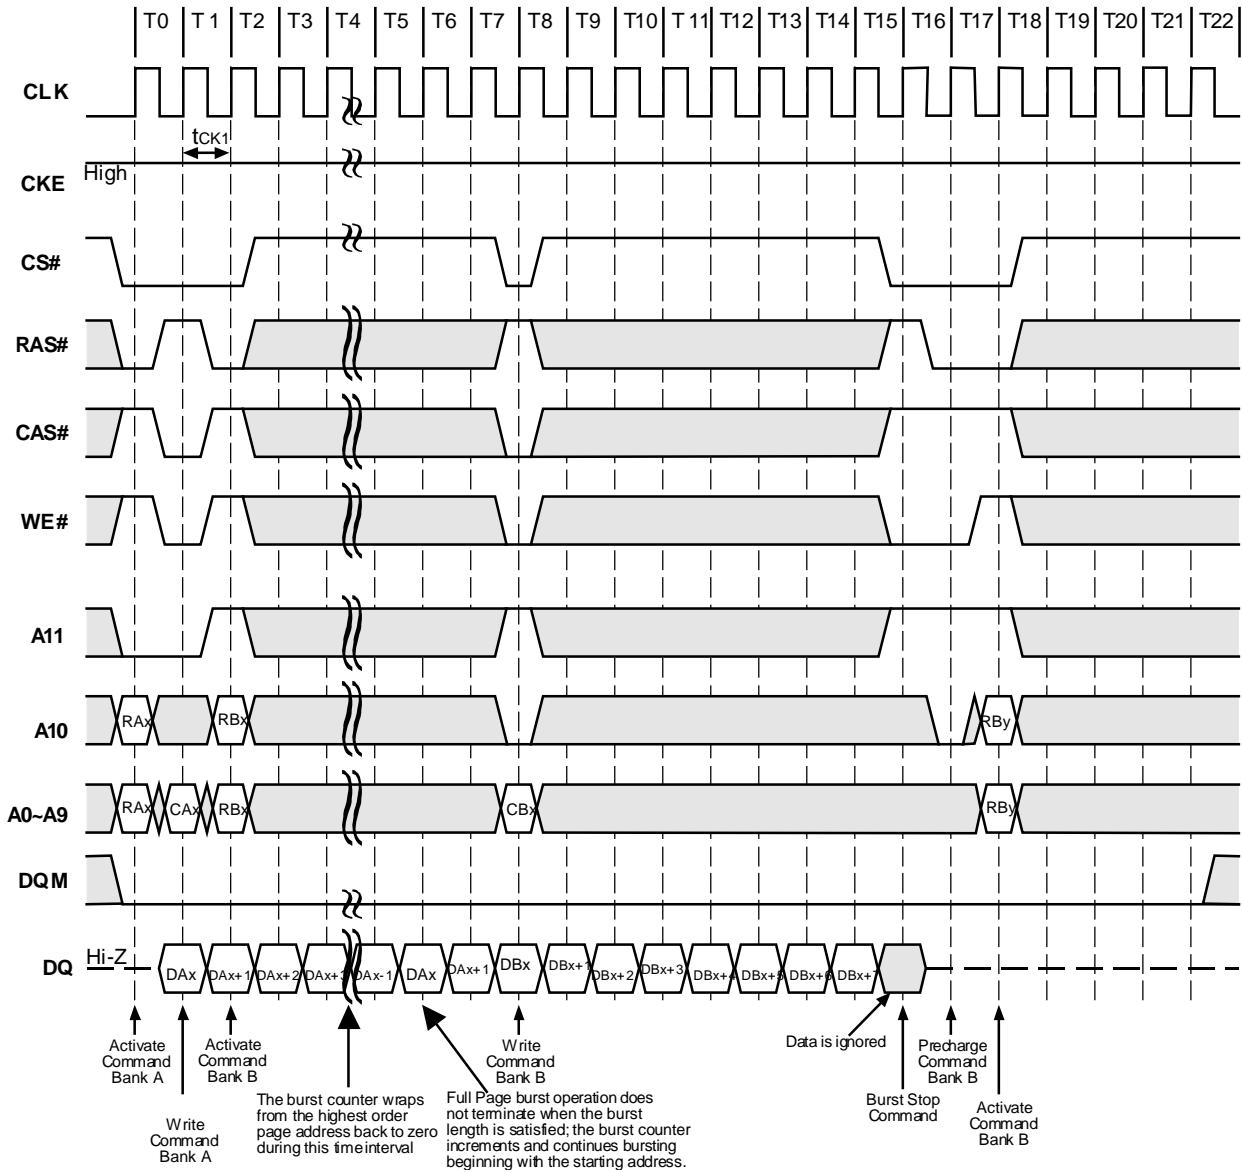 T0 T1 T2 T3 T4 T5 T6 T7 T8 T9 T10 T11 T12 T13 T14 T15 T16 T17 T18 T19 T20 T21 T22
CLK
tCK1
High
CKE
CS#
RAS#
CAS#
WE#
A11
A10
RAx RBx RBy
A0~A9
RAx CAx RBx CBx RBy
DQM
DQ
Hi-Z
DAx DAx+1 DAx+2 DAx+3 DAx-1 DAx DAx+1 DBx DBx+1 DBx+2 DBx+3 DBx+4 DBx+5 DBx+6 DBx+7
Activate
Command
Bank A
Write
Command
Bank A
Activate
Command
Bank B
The burst counter wraps
from the highest order
page address back to zero
during this time interval
Full Page burst operation does
not terminate when the burst
length is satisfied; the burst counter
increments and continues bursting
beginning with the starting address.
Write
Command
Bank B
Data is ignored
Burst Stop
Command
Precharge
Command
Bank B
Activate
Command
Bank B